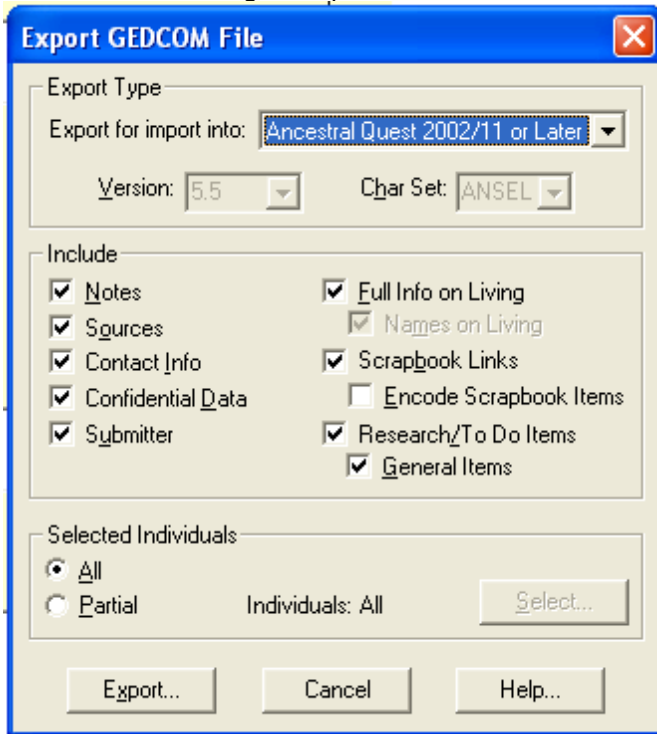 Export GEDCOM File
Export Type
Export for import into: Ancestral Quest 2002/11 or Later
Version: 5.5 Char Set: ANSEL
Include
Notes Full Info on Living
Sources Names on Living
Contact Info Scrapbook Links
Confidential Data Encode Scrapbook Items
Submitter Research/To Do Items
General Items
Selected Individuals
All
Partial Individuals: All Select...
Export... Cancel Help...